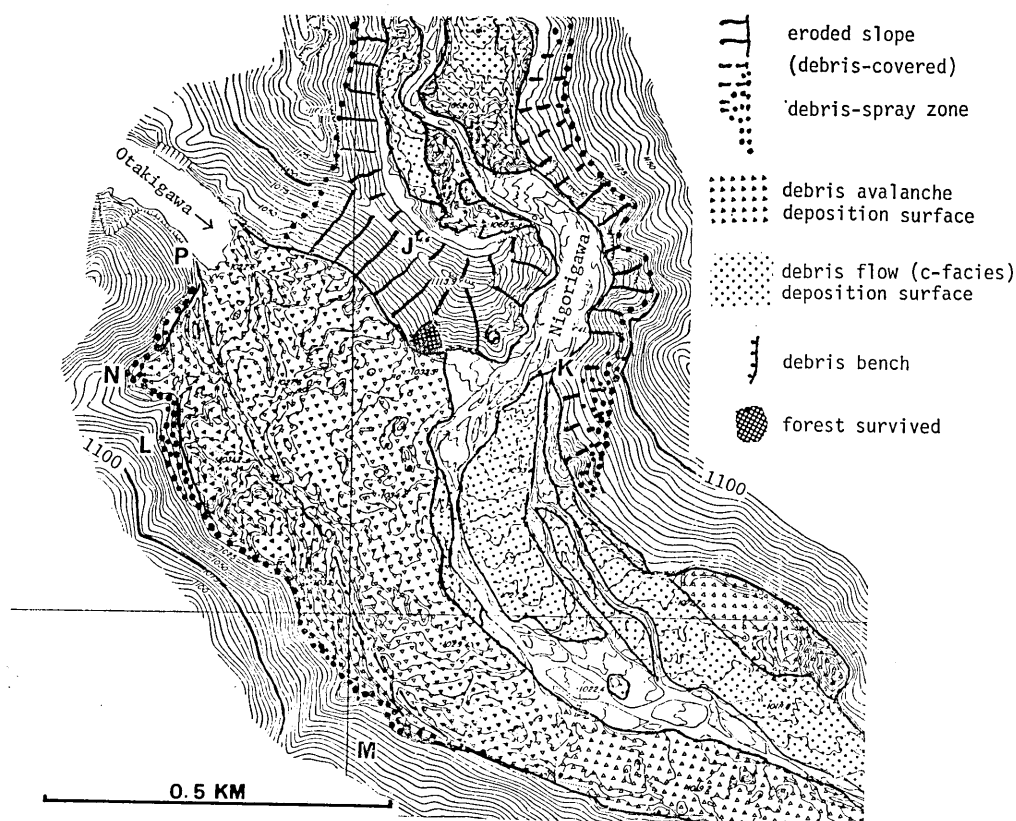 eroded slope
(debris-covered)
debris-spray zone
debris avalanche
deposition surface
debris flow (c-facies)
deposition surface
debris bench
forest survived
Otakigawa →
Nigorigawa
P
J
N
K
L
M
1100
1100
0.5 KM